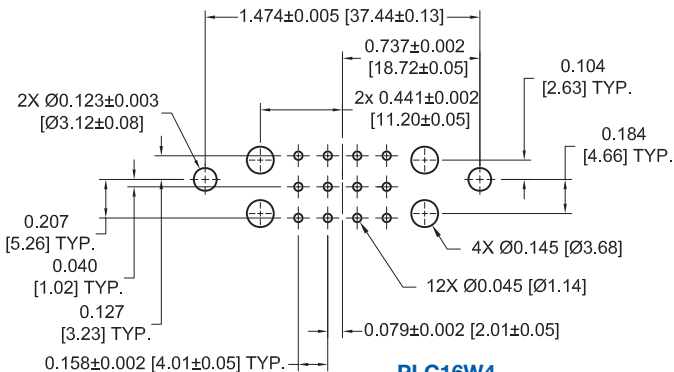 1.474±0.005 [37.44±0.13]
0.737±0.002
[18.72±0.05]
0.104
[2.63] TYP.
2X Ø0.123±0.003
[Ø3.12±0.08]
2x 0.441±0.002
[11.20±0.05]
0.184
[4.66] TYP.
0.207
[5.26] TYP.
4X Ø0.145 [Ø3.68]
0.040
[1.02] TYP.
12X Ø0.045 [Ø1.14]
0.127
[3.23] TYP.
0.079±0.002 [2.01±0.05]
0.158±0.002 [4.01±0.05] TYP.
PLC16W4